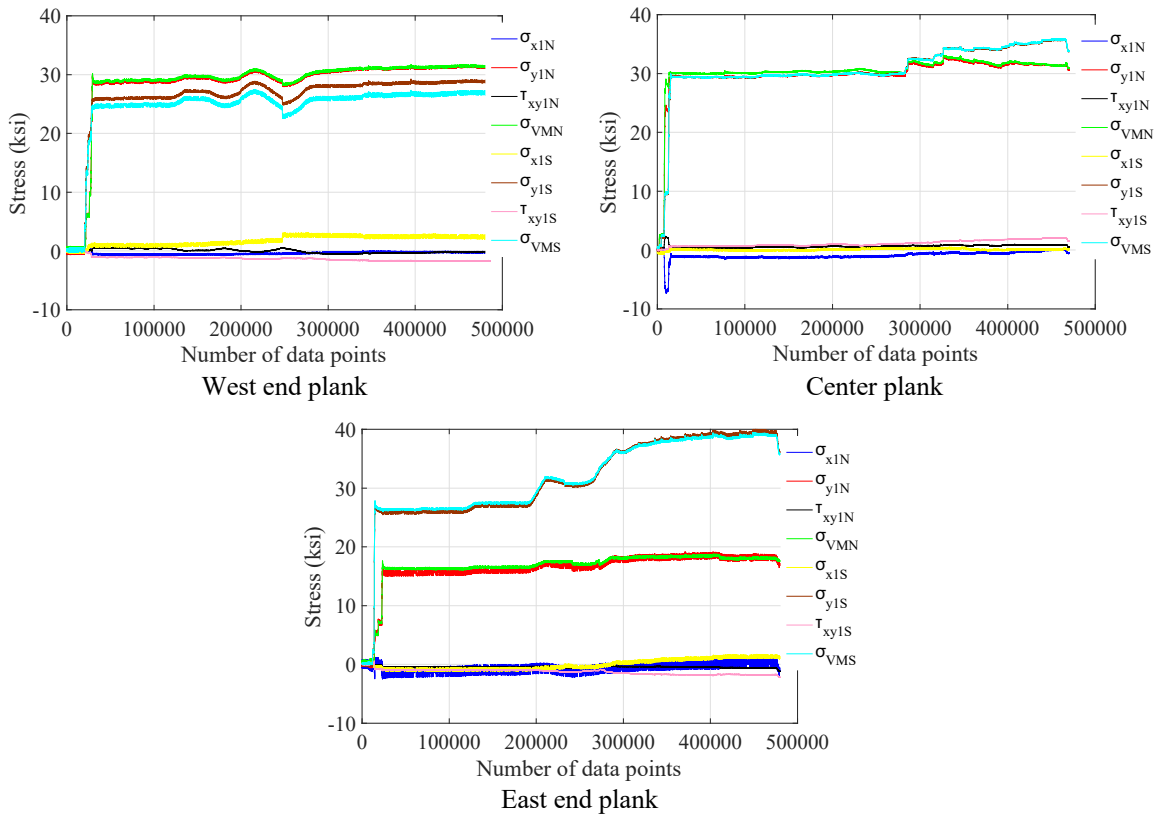 40
30
20
10
0
-10
Stress (ksi)
0 100000 200000 300000 400000 500000
Number of data points
σx1N
σy1N
τxy1N
σVMN
σx1S
σy1S
τxy1S
σVMS
West end plank
40
30
20
10
0
-10
Stress (ksi)
0 100000 200000 300000 400000 500000
Number of data points
σx1N
σy1N
τxy1N
σVMN
σx1S
σy1S
τxy1S
σVMS
Center plank
40
30
20
10
0
-10
Stress (ksi)
0 100000 200000 300000 400000 500000
Number of data points
σx1N
σy1N
τxy1N
σVMN
σx1S
σy1S
τxy1S
σVMS
East end plank